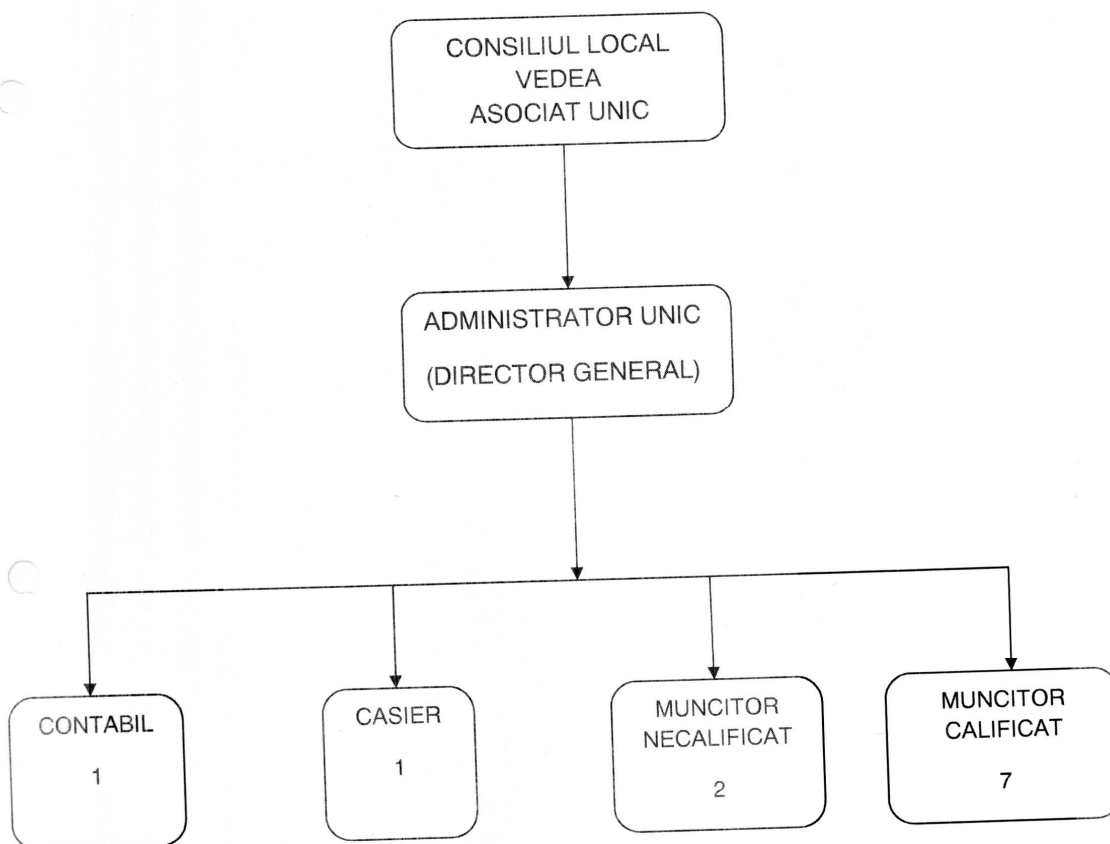 CONSILIUL LOCAL
VEDEA
ASOCIAT UNIC
ADMINISTRATOR UNIC
(DIRECTOR GENERAL)
CONTABIL
1
CASIER
1
MUNCITOR
NECALIFICAT
2
MUNCITOR
CALIFICAT
7